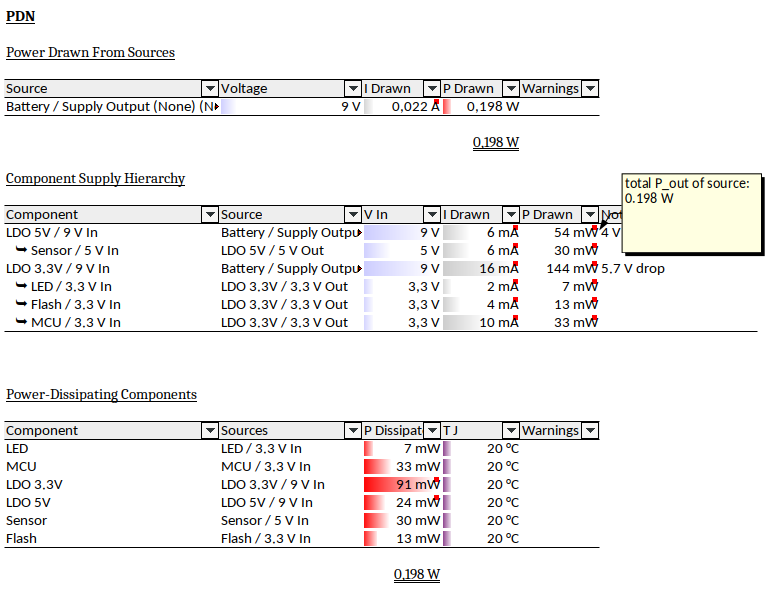 PDN
Power Drawn From Sources
Source Voltage I Drawn P Drawn Warnings
Battery / Supply Output (None) (N 9 V 0,022 A 0,198 W
0,198 W
Component Supply Hierarchy
total P_out of source:
0.198 W
Component Source V In I Drawn P Drawn Not
LDO 5V / 9 V In Battery / Supply Outpu 9 V 6 mA 54 mW 4 V
⮩ Sensor / 5 V In LDO 5V / 5 V Out 5 V 6 mA 30 mW
LDO 3.3V / 9 V In Battery / Supply Outpu 9 V 16 mA 144 mW 5.7 V drop
⮩ LED / 3.3 V In LDO 3.3V / 3.3 V Out 3,3 V 2 mA 7 mW
⮩ Flash / 3.3 V In LDO 3.3V / 3.3 V Out 3,3 V 4 mA 13 mW
⮩ MCU / 3.3 V In LDO 3.3V / 3.3 V Out 3,3 V 10 mA 33 mW
Power-Dissipating Components
Component Sources P Dissipat T J Warnings
LED LED / 3.3 V In 7 mW 20 °C
MCU MCU / 3.3 V In 33 mW 20 °C
LDO 3.3V LDO 3.3V / 9 V In 91 mW 20 °C
LDO 5V LDO 5V / 9 V In 24 mW 20 °C
Sensor Sensor / 5 V In 30 mW 20 °C
Flash Flash / 3.3 V In 13 mW 20 °C
0,198 W